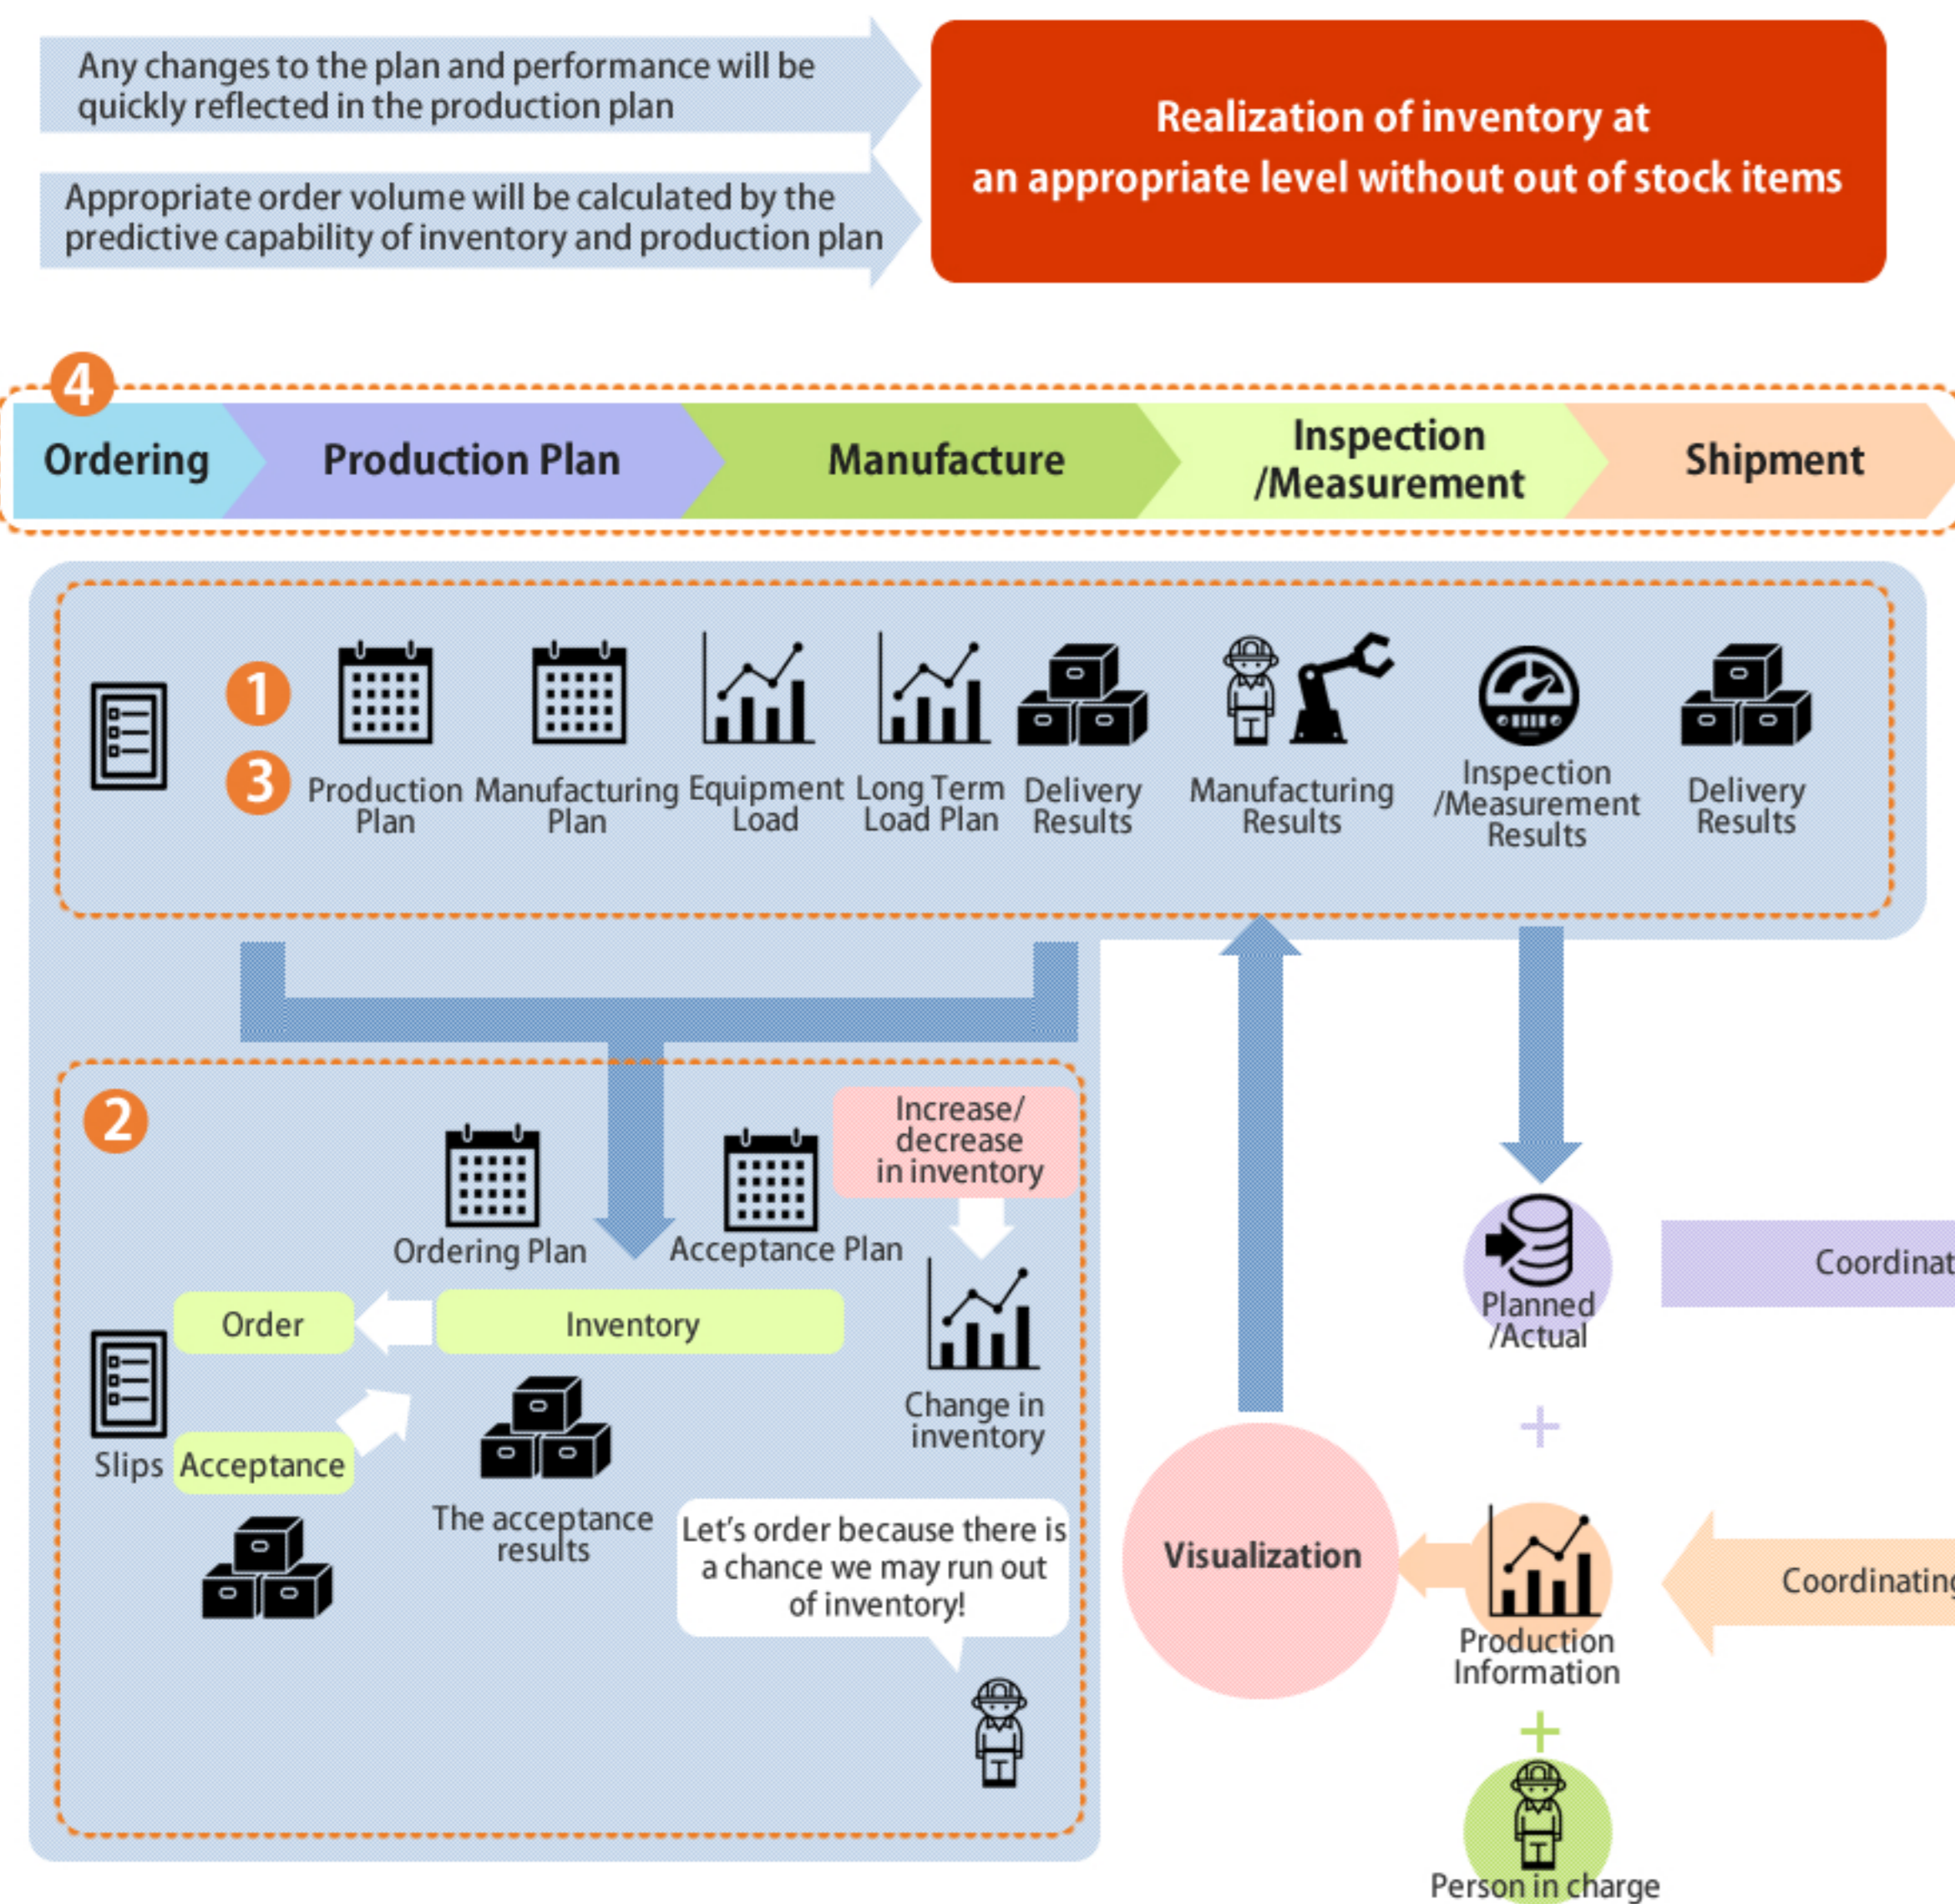 Any changes to the plan and performance will be
quickly reflected in the production plan
Appropriate order volume will be calculated by the
predictive capability of inventory and production plan
Realization of inventory at
an appropriate level without out of stock items
4
Ordering
Production Plan
Manufacture
Inspection
/Measurement
Shipment
1
3
Production
Plan
Manufacturing
Plan
Equipment
Load
Long Term
Load Plan
Delivery
Results
Manufacturing
Results
Inspection
/Measurement
Results
Delivery
Results
2
Ordering Plan
Acceptance Plan
Increase/
decrease
in inventory
Order
Inventory
Slips
Acceptance
The acceptance
results
Change in
inventory
Let's order because there is
a chance we may run out
of inventory!
Visualization
Planned
/Actual
+
Production
Information
+
Person in charge
Coordinat
Coordinating